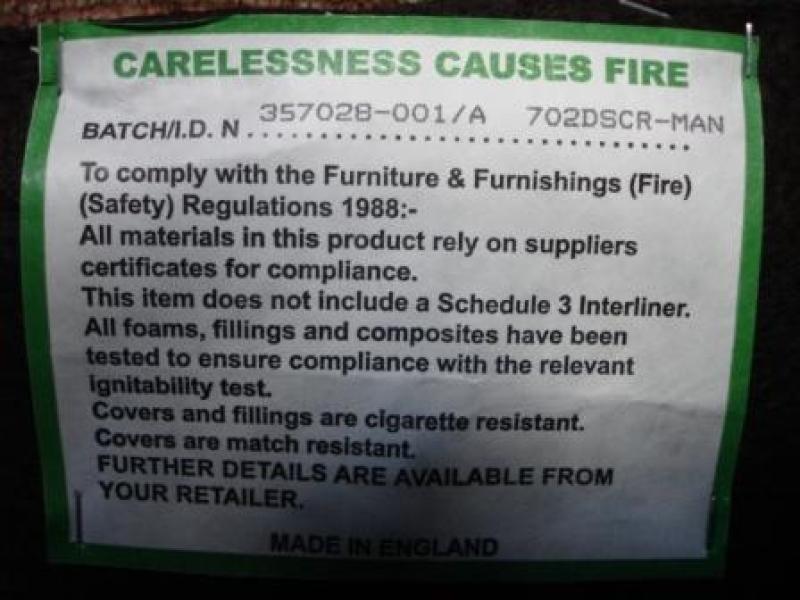 CARELESSNESS CAUSES FIRE
BATCH/I.D. N 357028-001/A 702DSCR-MAN
To comply with the Furniture & Furnishings (Fire)
(Safety) Regulations 1988:-
All materials in this product rely on suppliers
certificates for compliance.
This item does not include a Schedule 3 Interliner.
All foams, fillings and composites have been
tested to ensure compliance with the relevant
ignitability test.
Covers and fillings are cigarette resistant.
Covers are match resistant.
FURTHER DETAILS ARE AVAILABLE FROM
YOUR RETAILER.
MADE IN ENGLAND